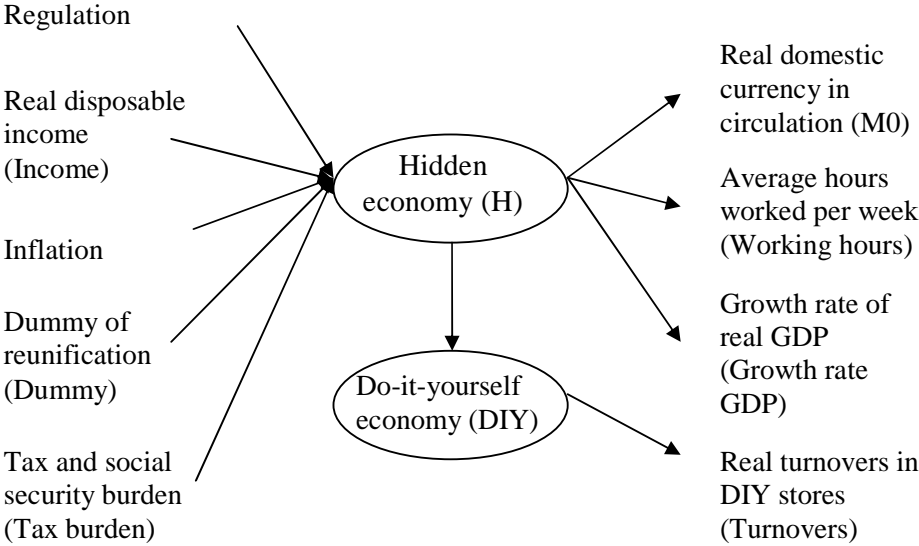 Regulation
Real disposable
income
(Income)
Inflation
Dummy of
reunification
(Dummy)
Tax and social
security burden
(Tax burden)
Hidden
economy (H)
Do-it-yourself
economy (DIY)
Real domestic
currency in
circulation (M0)
Average hours
worked per week
(Working hours)
Growth rate of
real GDP
(Growth rate
GDP)
Real turnovers in
DIY stores
(Turnovers)